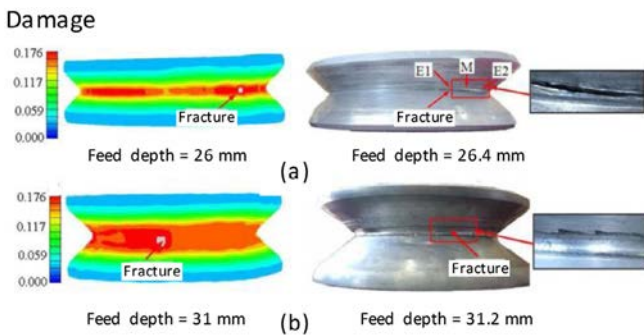 Damage
0.176
0.117
0.059
0.000
Fracture
E1
M
E2
Fracture
Feed depth = 26 mm
Feed depth = 26.4 mm
(a)
0.176
0.117
0.059
0.000
Fracture
Fracture
Feed depth = 31 mm
Feed depth = 31.2 mm
(b)